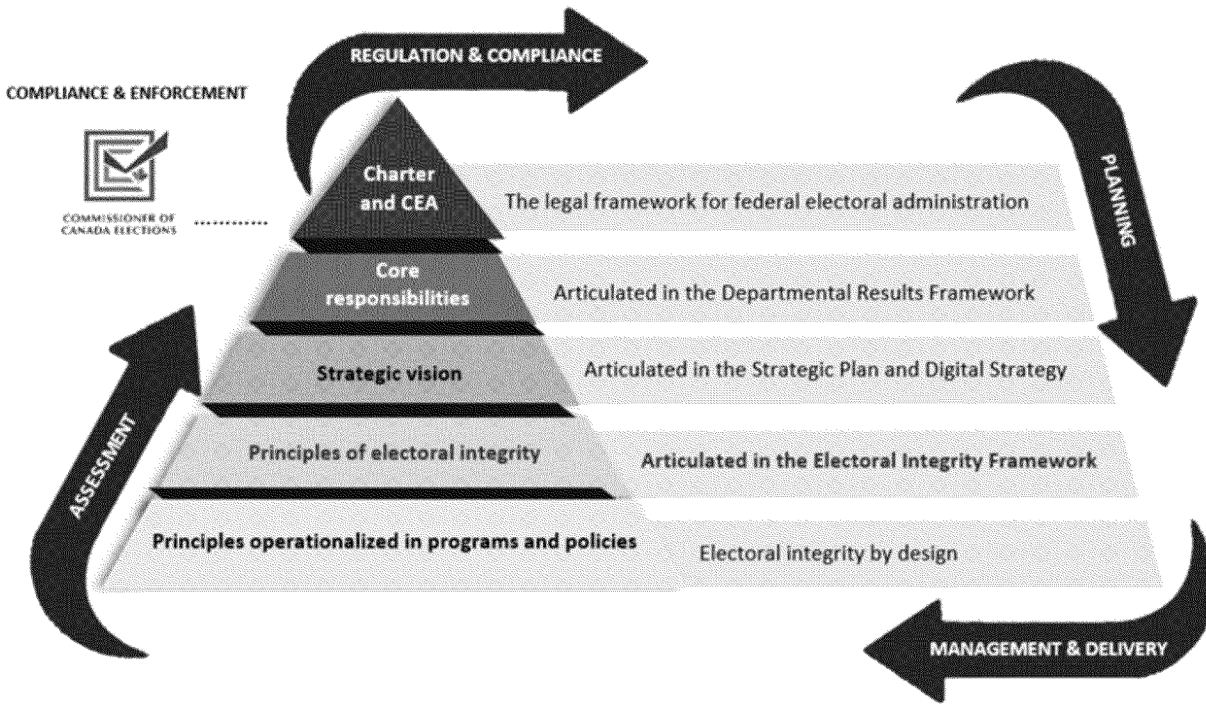 REGULATION & COMPLIANCE
COMPLIANCE & ENFORCEMENT
COMMISSIONER OF
CANADA ELECTIONS
PLANNING
Charter
and CEA
The legal framework for federal electoral administration
Core
responsibilities
Articulated in the Departmental Results Framework
Strategic vision
Articulated in the Strategic Plan and Digital Strategy
ASSESSMENT
Principles of electoral integrity
Articulated in the Electoral Integrity Framework
Principles operationalized in programs and policies
Electoral integrity by design
MANAGEMENT & DELIVERY